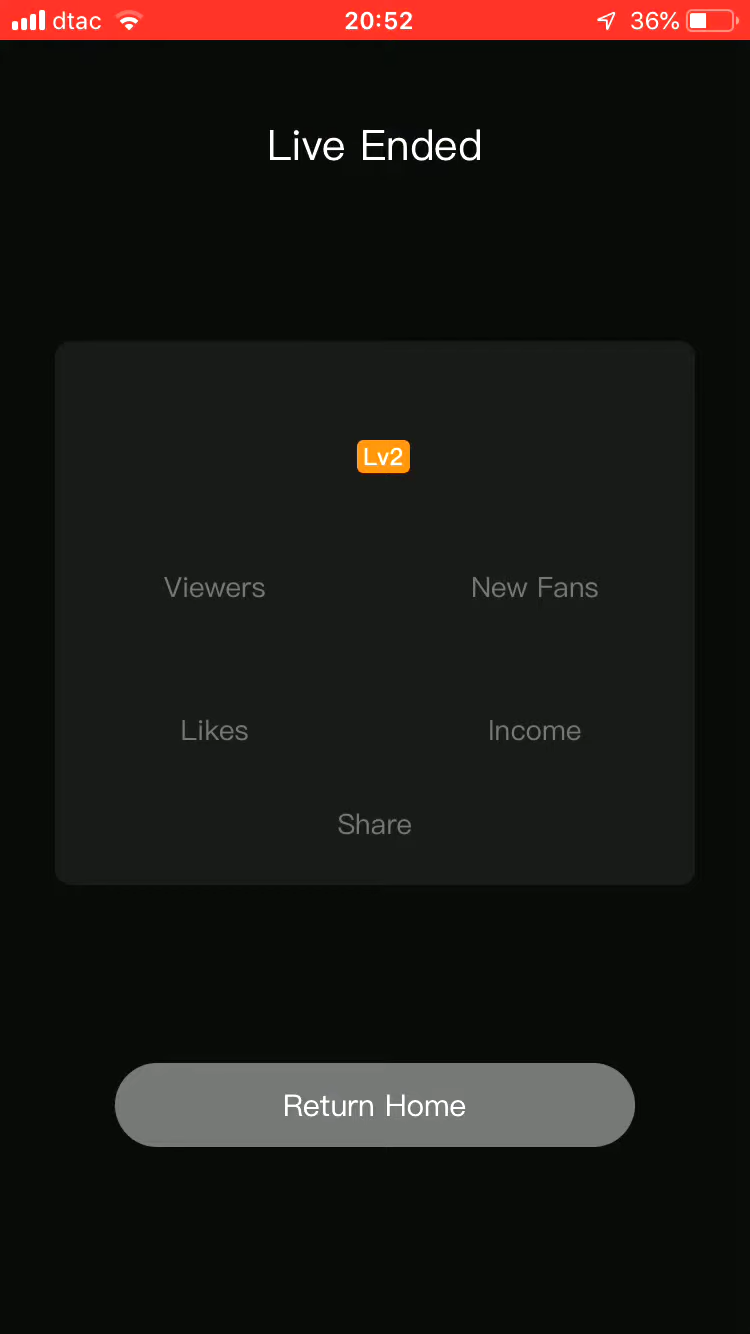 dtac 20:52 36%
Live Ended
Lv2
Viewers New Fans
Likes Income
Share
Return Home